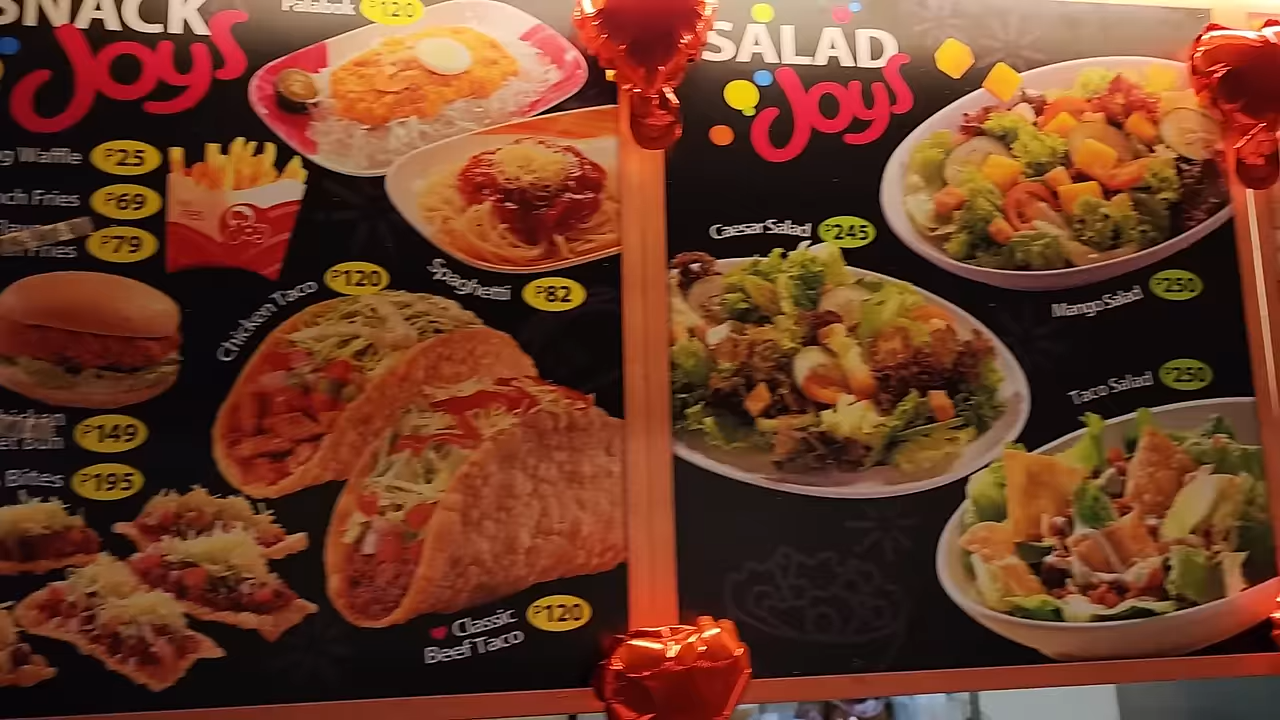 SNACK
Joys
₱120
Waffle ₱25
Fries ₱69
Fries ₱79
Chicken Taco ₱120
Spaghetti ₱82
₱149
Bites ₱195
Classic ₱120
Beef Taco
SALAD
Joys
Caesar Salad ₱245
Mango Salad ₱250
Taco Salad ₱250